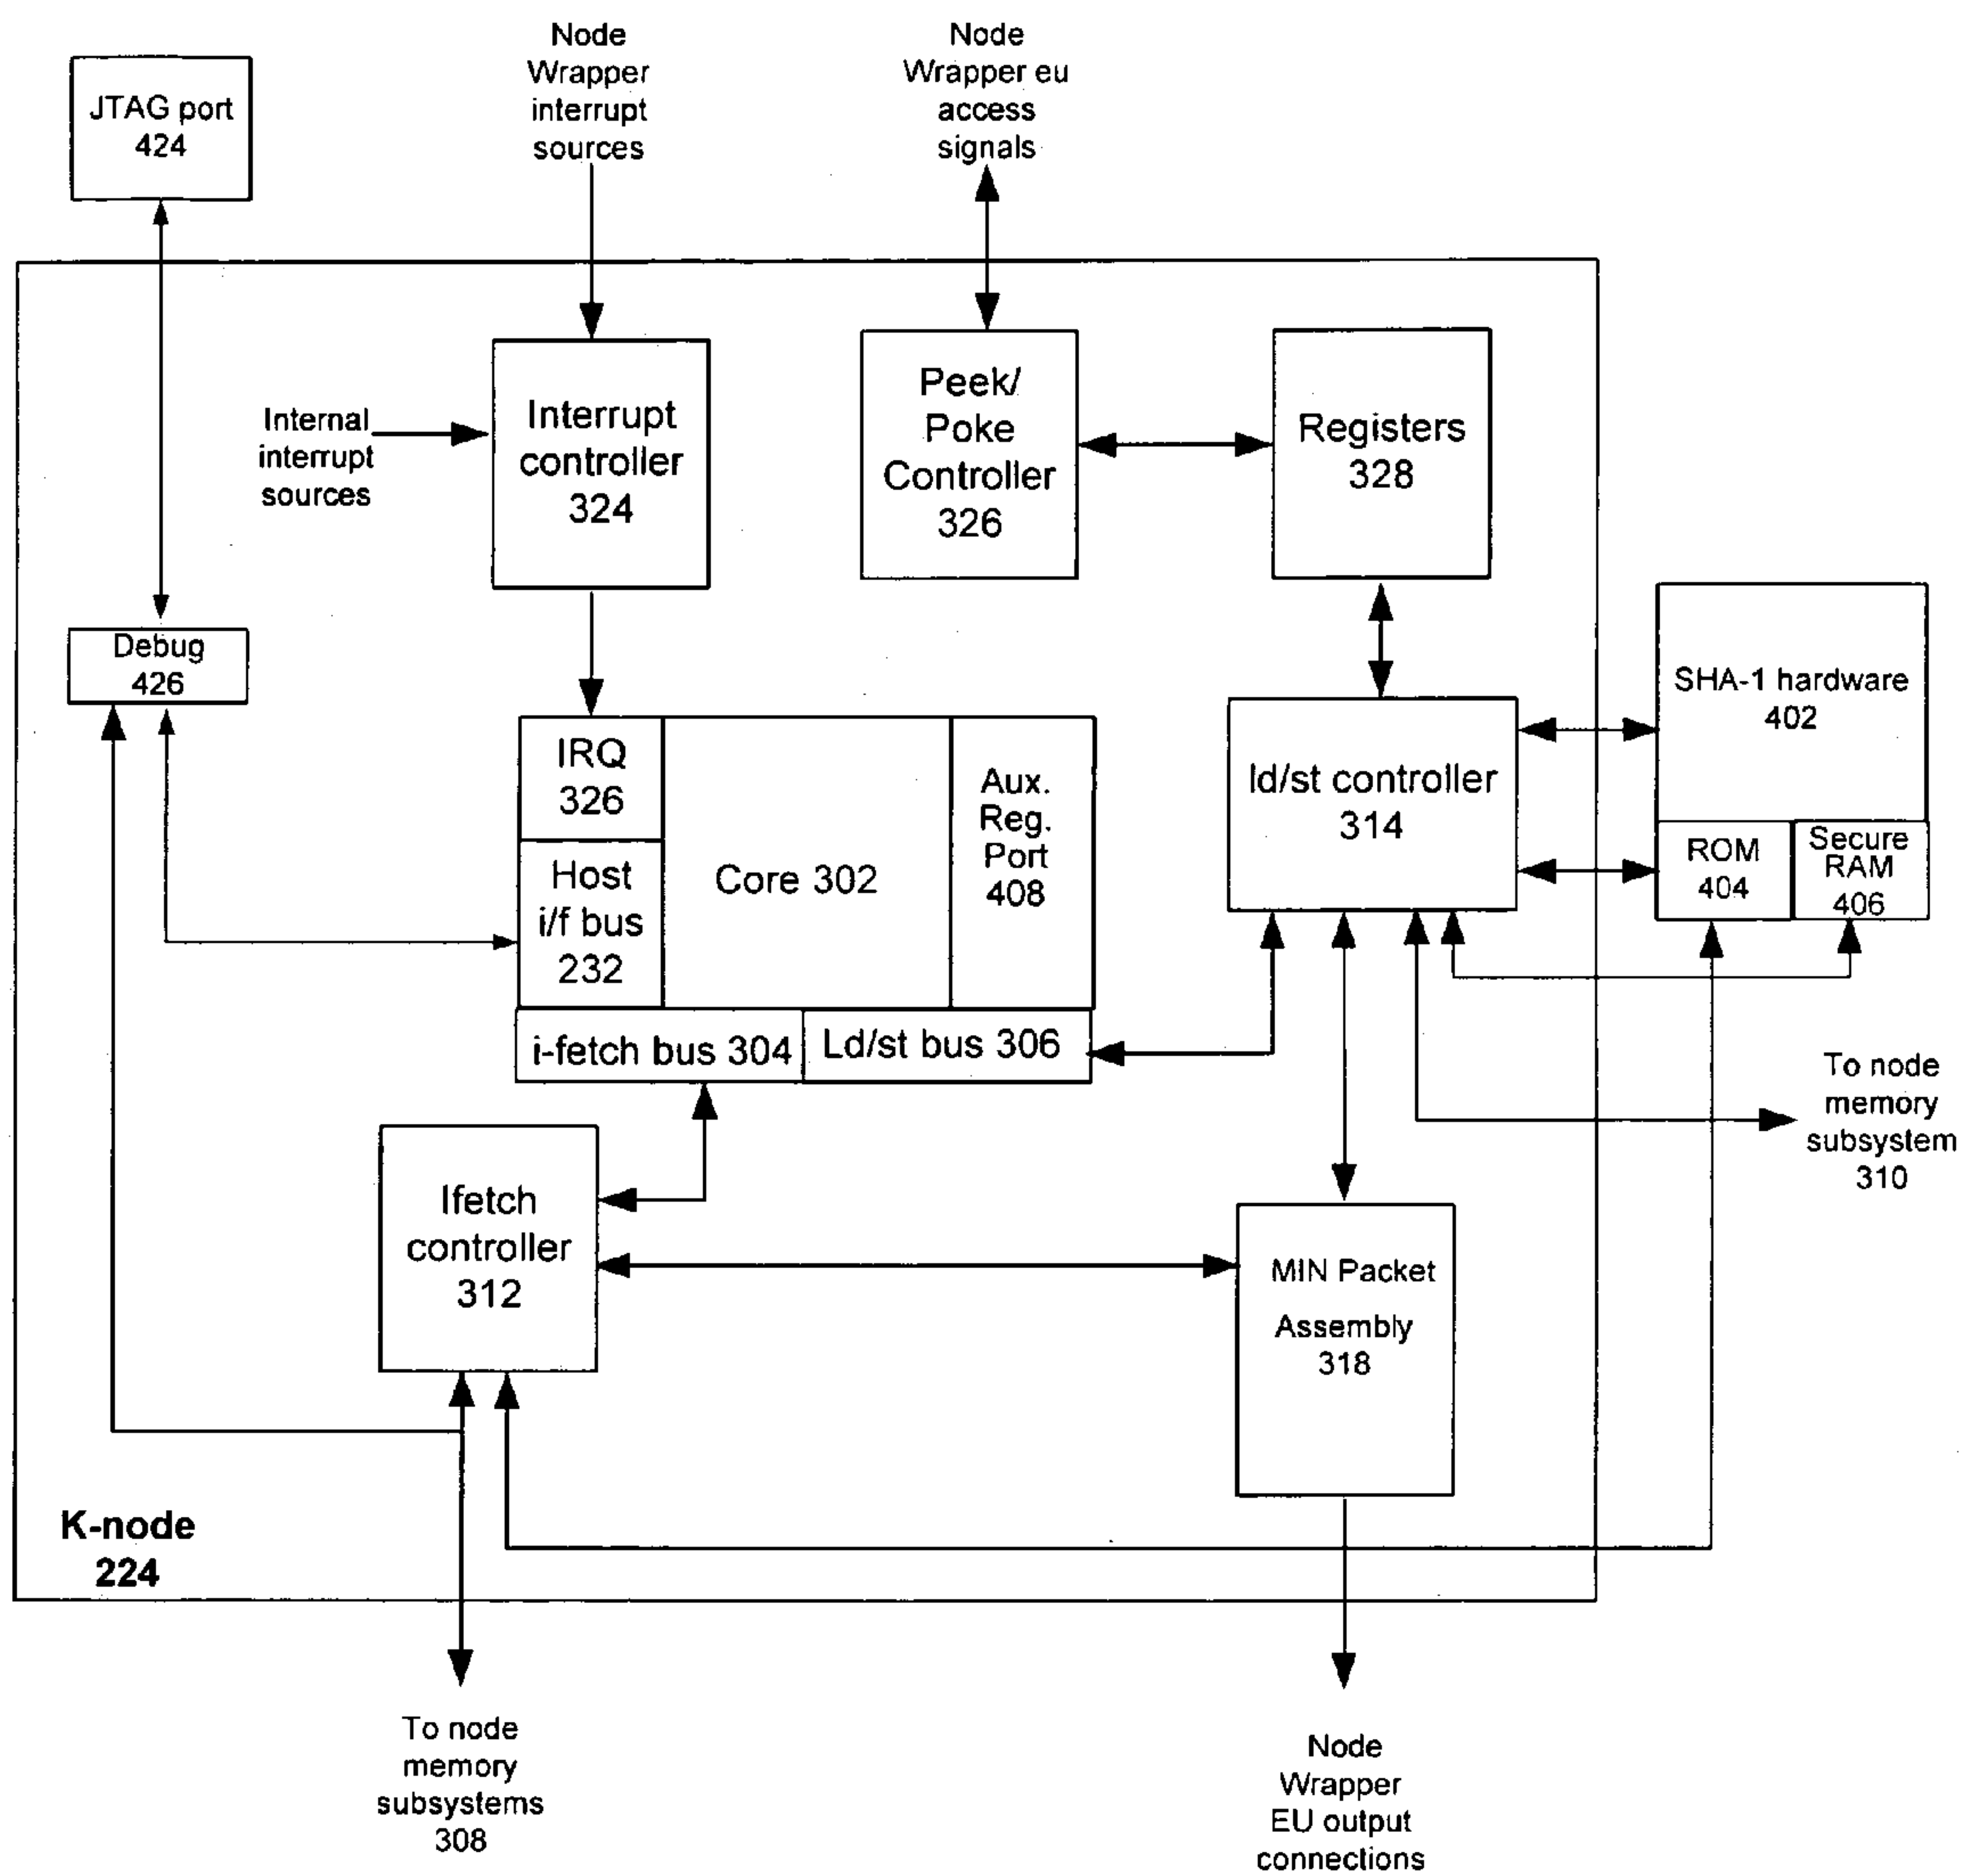 JTAG port
424
Node
Wrapper
interrupt
sources
Node
Wrapper eu
access
signals
Internal
interrupt
sources
Interrupt
controller
324
Peek/
Poke
Controller
326
Registers
328
Debug
426
SHA-1 hardware
402
IRQ
326
Host
i/f bus
232
Core 302
Aux.
Reg.
Port
408
ld/st controller
314
ROM
404
Secure
RAM
406
i-fetch bus 304
Ld/st bus 306
To node
memory
subsystem
310
Ifetch
controller
312
MIN Packet
Assembly
318
K-node
224
To node
memory
subsystems
308
Node
Wrapper
EU output
connections